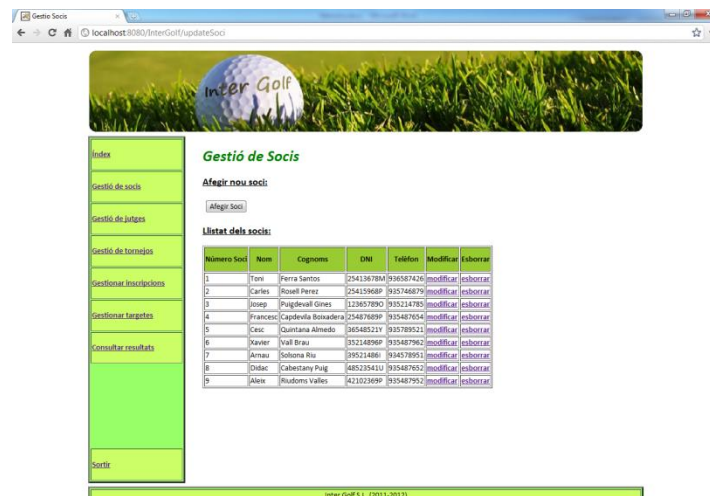 Gestio Socis
localhost:8080/InterGolf/updateSoci
Inter Golf
Índex
Gestió de socis
Gestió de jutges
Gestió de tornejos
Gestionar inscripcions
Gestionar targetes
Consultar resultats
Sortir
Gestió de Socis
Afegir nou soci:
Afegir Soci
Llistat dels socis:
Número Soci Nom Cognoms DNI Telèfon Modificar Esborrar
1 Toni Ferra Santos 25413678M 936587426 modificar esborrar
2 Carles Rosell Perez 25415968P 935746879 modificar esborrar
3 Josep Puigdevall Gines 12365789O 935214785 modificar esborrar
4 Francesc Capdevila Boixadera 25487689P 935487654 modificar esborrar
5 Cesc Quintana Almedo 36548521Y 935789521 modificar esborrar
6 Xavier Vall Brau 35214896P 935487962 modificar esborrar
7 Arnau Solsona Riu 39521486I 934578951 modificar esborrar
8 Didac Cabestany Puig 48523541U 935487652 modificar esborrar
9 Aleix Riudoms Valles 42102369P 935487952 modificar esborrar
Inter Golf S.L. (2011-2012)